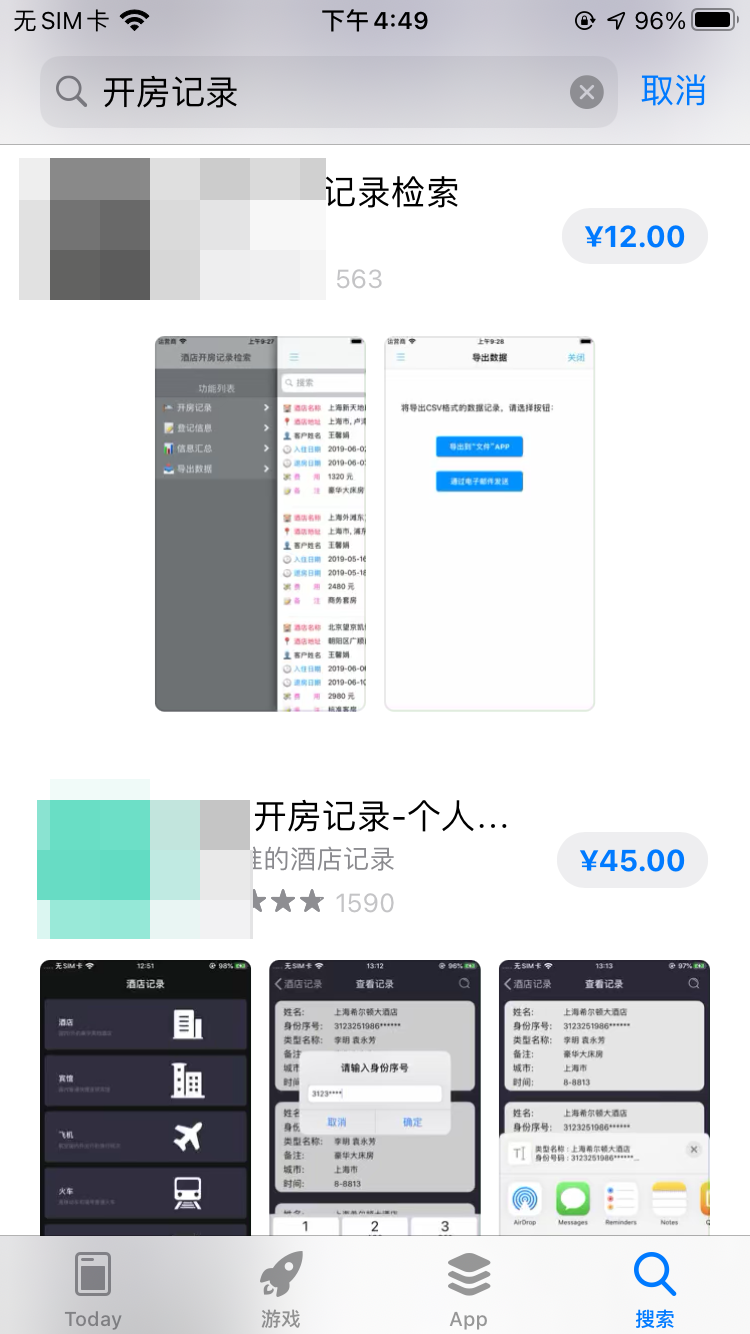 无SIM卡 下午4:49 96%
开房记录 取消
记录检索
¥12.00
563
运营商 上午9:27
酒店开房记录检索
功能列表
开房记录
登记信息
信息汇总
导出数据
搜索
酒店名称 上海新天地
酒店地址 上海市, 卢湾
客户姓名 王馨娟
入住日期 2019-06-0
退房日期 2019-06-0
费 用 1320 元
备 注 豪华大床房
酒店名称 上海外滩东
酒店地址 上海市, 浦东
客户姓名 王馨娟
入住日期 2019-05-16
退房日期 2019-05-18
费 用 2480 元
备 注 商务套房
酒店名称 北京望京凯
酒店地址 朝阳区广顺
客户姓名 王馨娟
入住日期 2019-06-0
退房日期 2019-06-10
费 用 2980 元
备 注 标准客房
运营商 上午9:28
导出数据 关闭
将导出CSV格式的数据记录，请选择按钮：
导出到"文件"APP
通过电子邮件发送
开房记录-个人...
的酒店记录
¥45.00
★★★ 1590
无SIM卡 12:51 98%
酒店记录
酒店
宾馆
飞机
火车
无SIM卡 13:12 96%
酒店记录 查看记录
姓名: 上海希尔顿大酒店
身份序号: 3123251986******
类型名称: 李明 袁永芳
备注
城市
时间
请输入身份序号
3123****
取消 确定
姓名
身份
类型名称: 李明 袁永芳
备注: 豪华大床房
城市: 上海市
时间: 8-8813
1 2 3
无SIM卡 13:13 97%
酒店记录 查看记录
姓名: 上海希尔顿大酒店
身份序号: 3123251986******
类型名称: 李明 袁永芳
备注: 豪华大床房
城市: 上海市
时间: 8-8813
姓名: 上海希尔顿大酒店
身份序号: 3123251986******
类型名称 : 上海希尔顿大酒店
身份号码 : 3123251986******...
AirDrop Messages Reminders Notes
Today 游戏 App 搜索